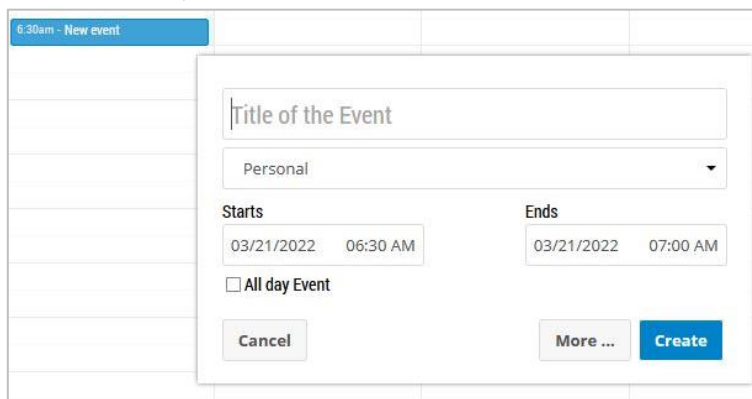 6:30am - New event
Title of the Event
Personal
Starts Ends
03/21/2022 06:30 AM 03/21/2022 07:00 AM
All day Event
Cancel More ... Create